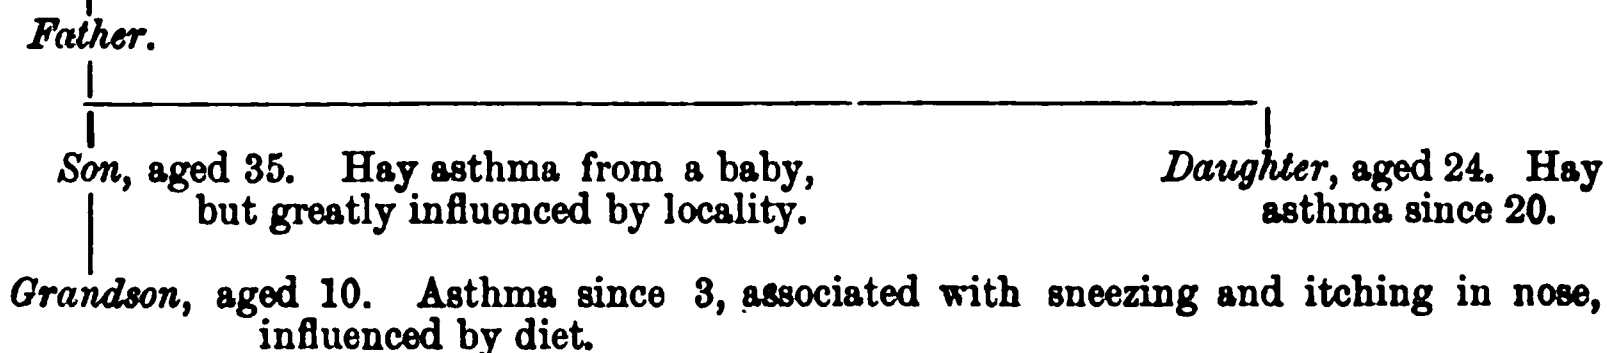 Father.
Son, aged 35. Hay asthma from a baby,
but greatly influenced by locality.
Daughter, aged 24. Hay
asthma since 20.
Grandson, aged 10. Asthma since 3, associated with sneezing and itching in nose,
influenced by diet.